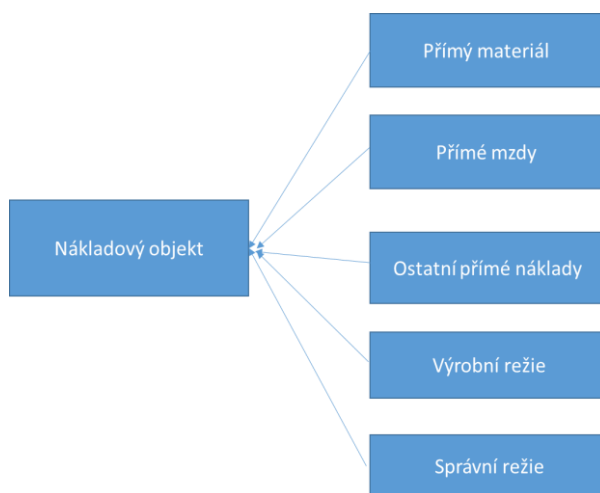 Přímý materiál
Přímé mzdy
Nákladový objekt
Ostatní přímé náklady
Výrobní režie
Správní režie